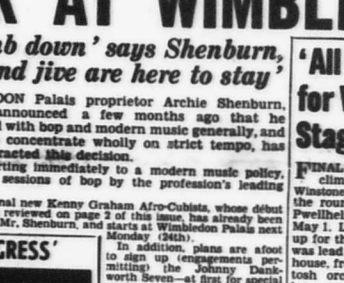 AT WIMBLE
b down' says Shenburn,
nd jive are here to stay'
DON Palais proprietor Archie Shenburn,
announced a few months ago that he
with bop and modern music generally, and
concentrate wholly on strict tempo, has
racted this decision.
rting immediately to a modern music policy.
sessions of bop by the profession's leading
nal new Kenny Graham Afro-Cubists, whose début
reviewed on page 2 of this issue, has already been
Mr. Shenburn, and starts at Wimbledon Palais next
Monday (24th).
In addition, plans are afoot
to sign up (engagements per-
mitting) the Johnny Dank-
worth Seven—at first for special
GRESS'
'All
for
Stag
FINAL
clim
Winstone
the rou
Pwllhel
May 1. L
up for th
was lead
house, fr
tosh orc